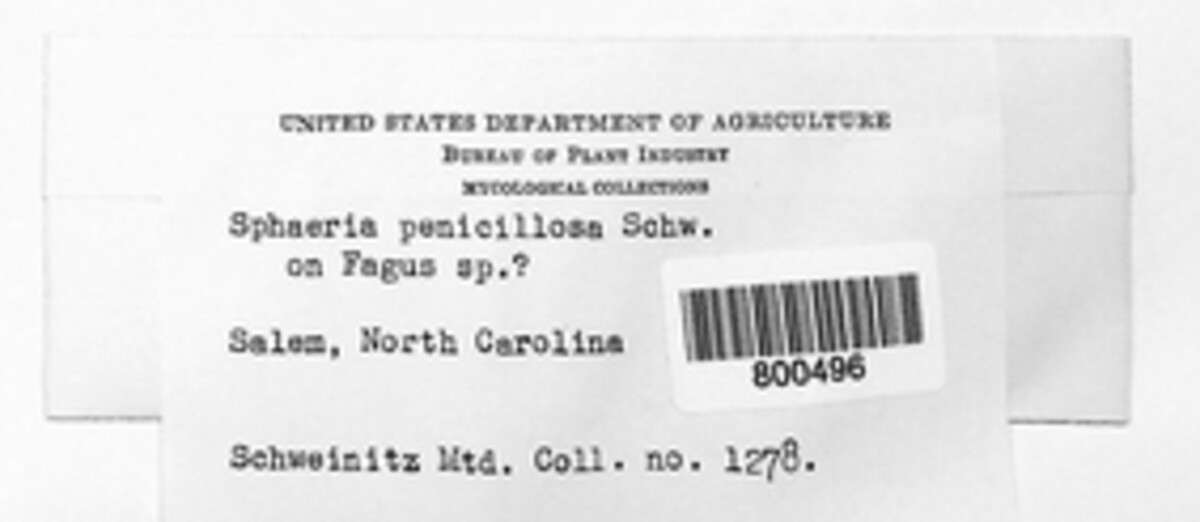 UNITED STATES DEPARTMENT OF AGRICULTURE
BUREAU OF PLANT INDUSTRY
MYCOLOGICAL COLLECTIONS
Sphaeria penicillosa Schw.
on Fagus sp.?
Salem, North Carolina
800496
Schweinitz Mtd. Coll. no. 1278.